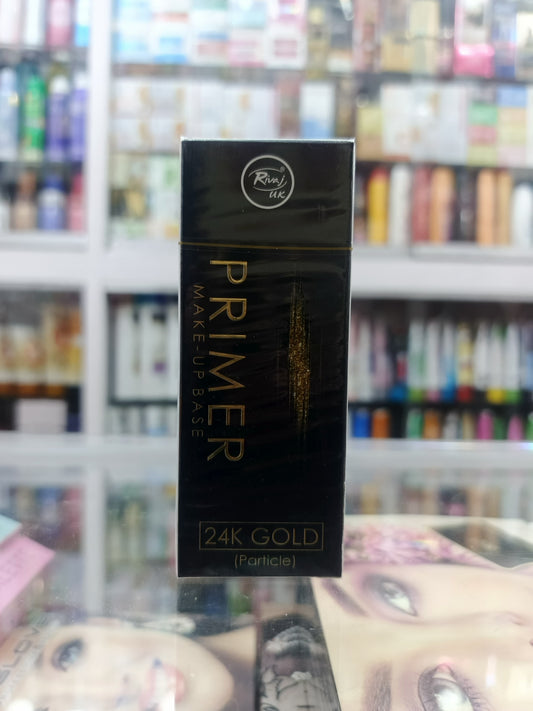 Rivaj®
UK
PRIMER
MAKE-UP BASE
24K GOLD
(Particle)